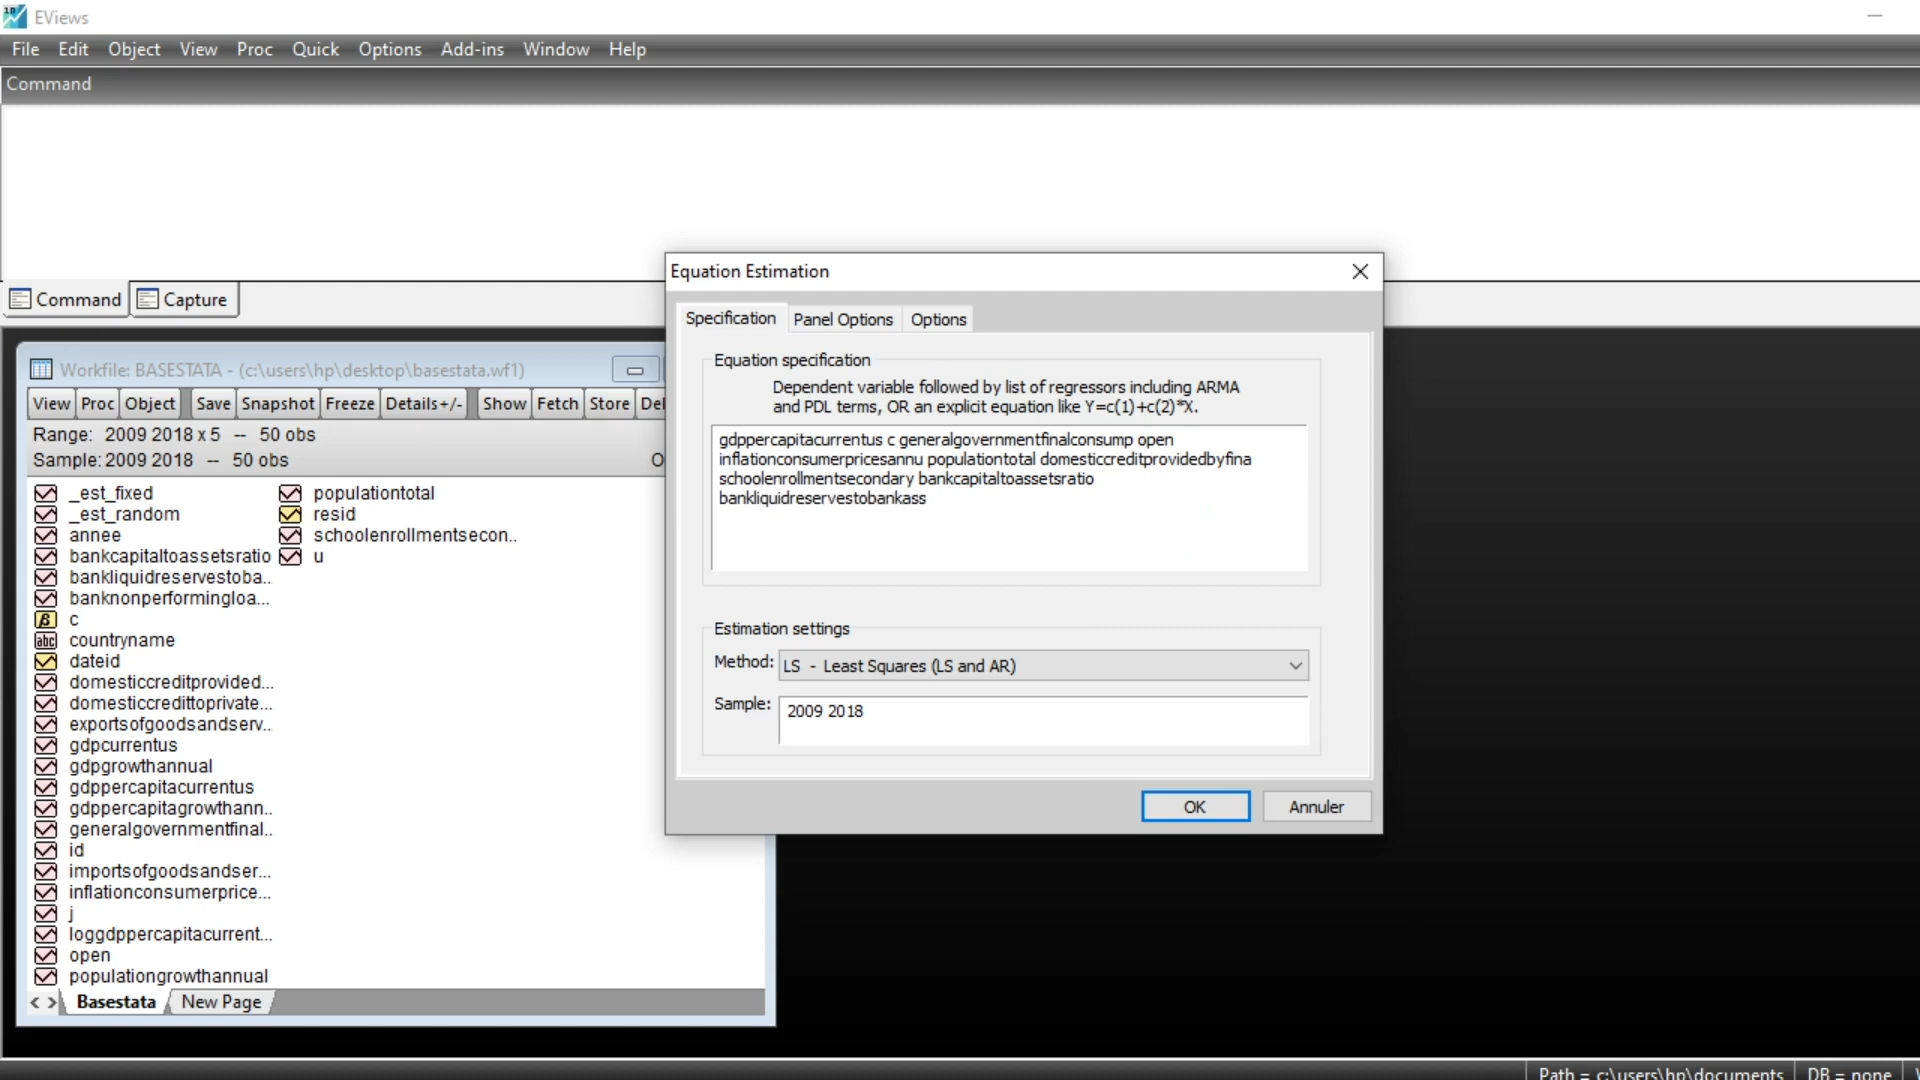 EViews
File Edit Object View Proc Quick Options Add-ins Window Help
Command
Command Capture
Workfile: BASESTATA - (c:\users\hp\desktop\basestata.wf1)
View Proc Object Save Snapshot Freeze Details+/- Show Fetch Store Del
Range: 2009 2018 x 5 -- 50 obs
Sample: 2009 2018 -- 50 obs
O
_est_fixed
_est_random
annee
bankcapitaltoassetsratio
bankliquidreservestoba...
banknonperformingloa...
β c
abc countryname
dateid
domesticcreditprovided...
domesticcredittoprivate...
exportsofgoodsandserv...
gdpcurrentus
gdpgrowthannual
gdppercapitacurrentus
gdppercapitagrowthann...
generalgovernmentfinal...
id
importsofgoodsandser...
inflationconsumerprice...
j
loggdppercapitacurrent...
open
populationgrowthannual
populationtotal
resid
schoolenrollmentsecon..
u
< > Basestata New Page
Equation Estimation
Specification Panel Options Options
Equation specification
Dependent variable followed by list of regressors including ARMA
and PDL terms, OR an explicit equation like Y=c(1)+c(2)*X.
gdppercapitacurrentus c generalgovernmentfinalconsump open
inflationconsumerpricesannu populationtotal domesticcreditprovidedbyfina
schoolenrollmentsecondary bankcapitaltoassetsratio
bankliquidreservestobankass
Estimation settings
Method: LS - Least Squares (LS and AR)
Sample: 2009 2018
OK Annuler
Path = c:\users\hp\documents DB = none